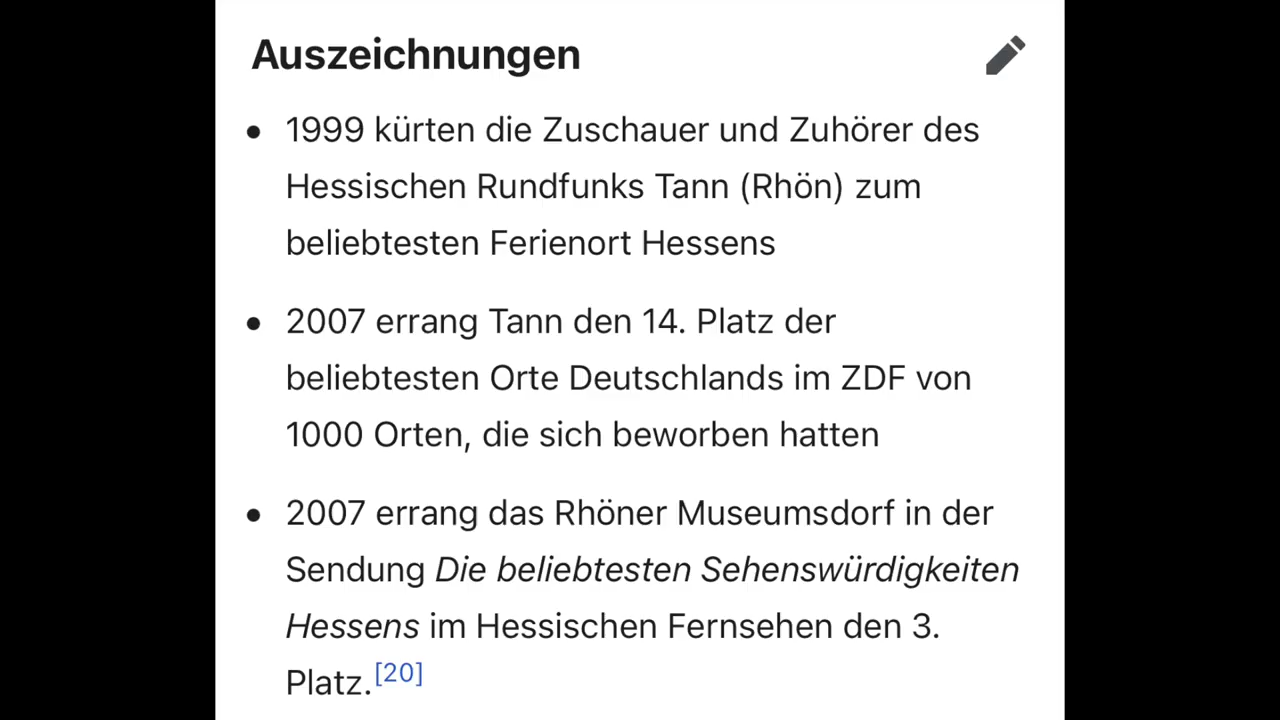 Auszeichnungen
• 1999 kürten die Zuschauer und Zuhörer des
Hessischen Rundfunks Tann (Rhön) zum
beliebtesten Ferienort Hessens
• 2007 errang Tann den 14. Platz der
beliebtesten Orte Deutschlands im ZDF von
1000 Orten, die sich beworben hatten
• 2007 errang das Rhöner Museumsdorf in der
Sendung Die beliebtesten Sehenswürdigkeiten
Hessens im Hessischen Fernsehen den 3.
Platz.[20]